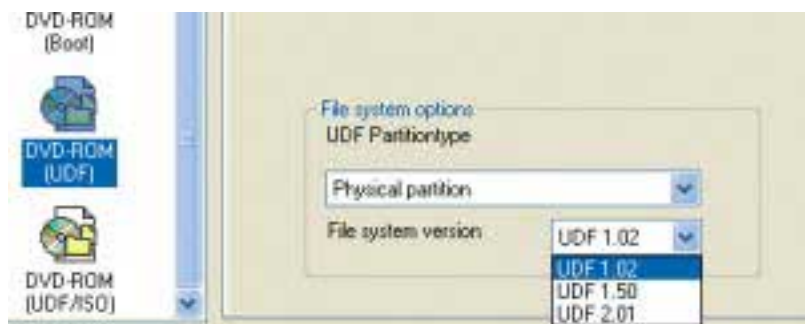 DVD-ROM
(Boot)
DVD-ROM
(UDF)
DVD-ROM
(UDF/ISO)
File system options
UDF Partitiontype
Physical partition
File system version
UDF 1.02
UDF 1.02
UDF 1.50
UDF 2.01